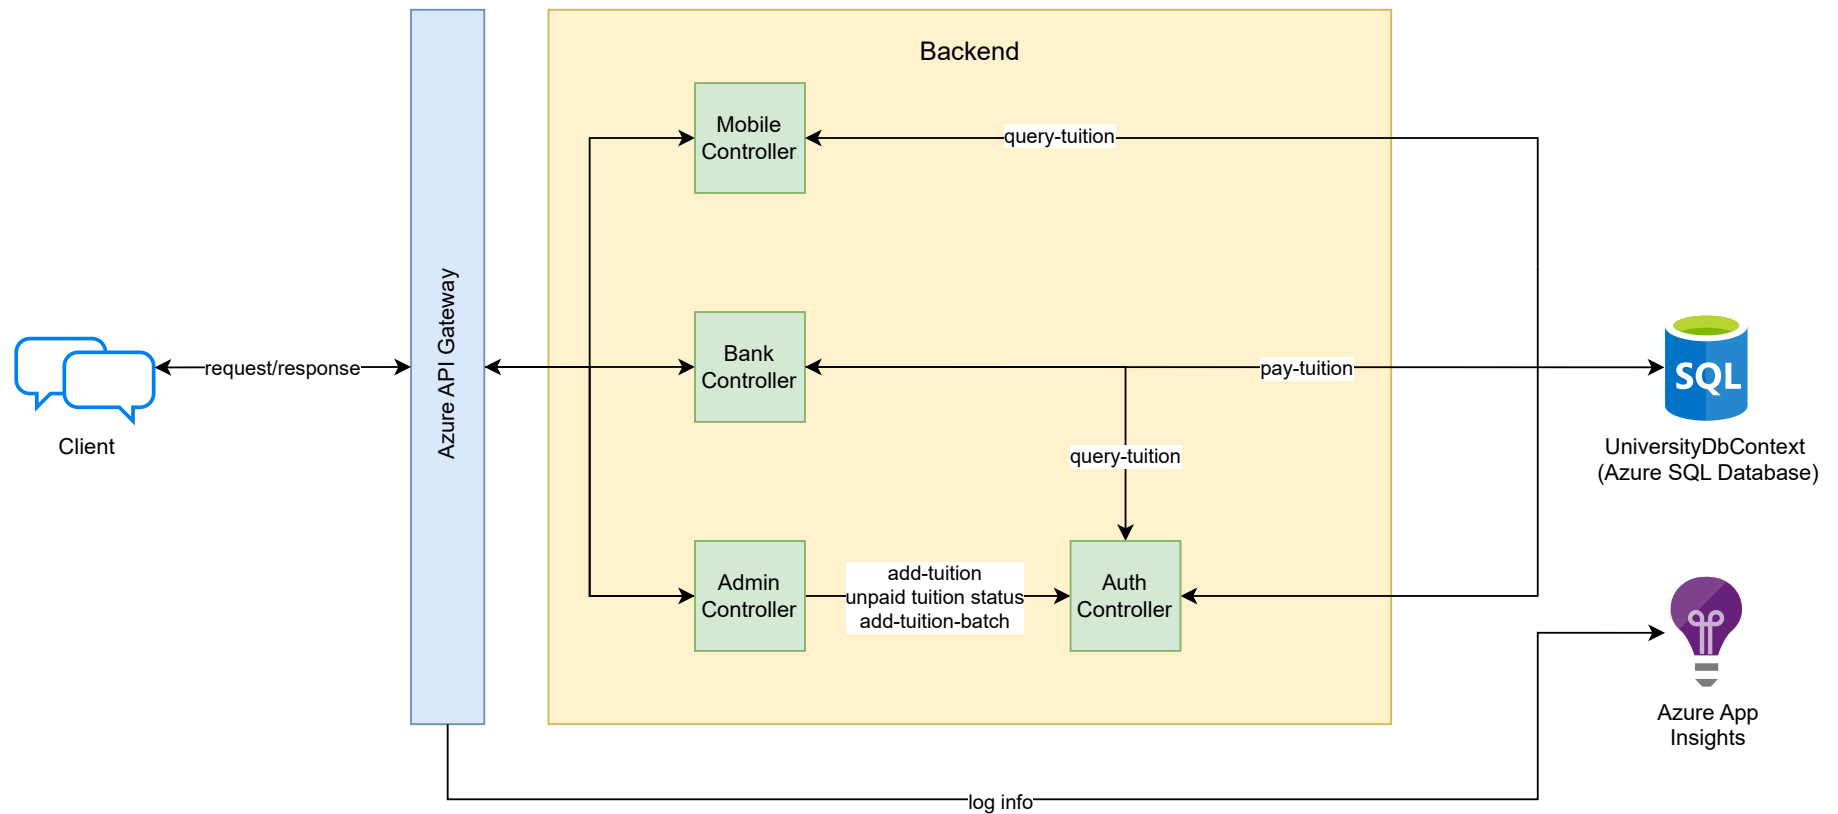 Backend
Mobile
Controller
query-tuition
Azure API Gateway
request/response
Client
Bank
Controller
pay-tuition
SQL
UniversityDbContext
(Azure SQL Database)
query-tuition
Admin
Controller
add-tuition
unpaid tuition status
add-tuition-batch
Auth
Controller
Azure App
Insights
log info